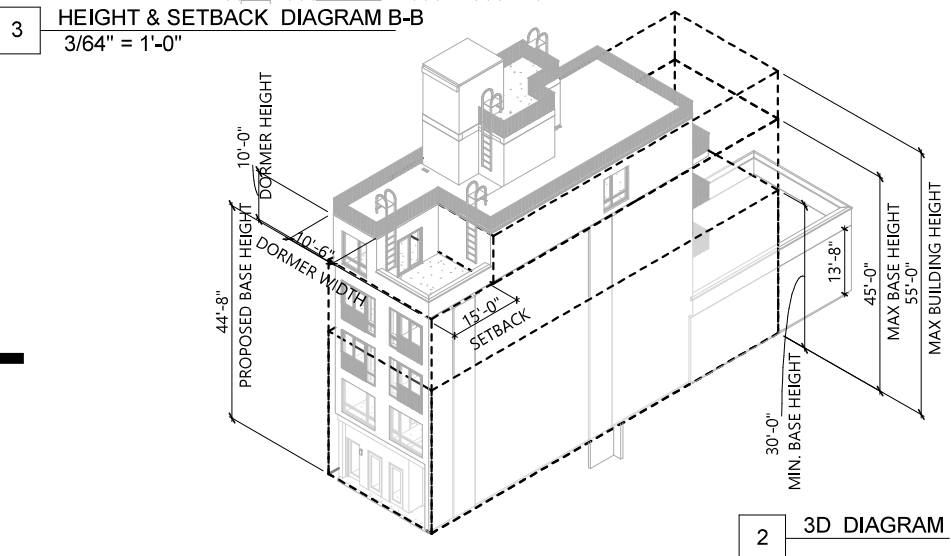 3
HEIGHT & SETBACK DIAGRAM B-B
3/64" = 1'-0"
10'-0"
DORMER HEIGHT
10'-6"
DORMER WIDTH
44'-8"
PROPOSED BASE HEIGHT
15'-0"
SETBACK
30'-0"
MIN. BASE HEIGHT
13'-8"
45'-0"
MAX BASE HEIGHT
55'-0"
MAX BUILDING HEIGHT
2
3D DIAGRAM